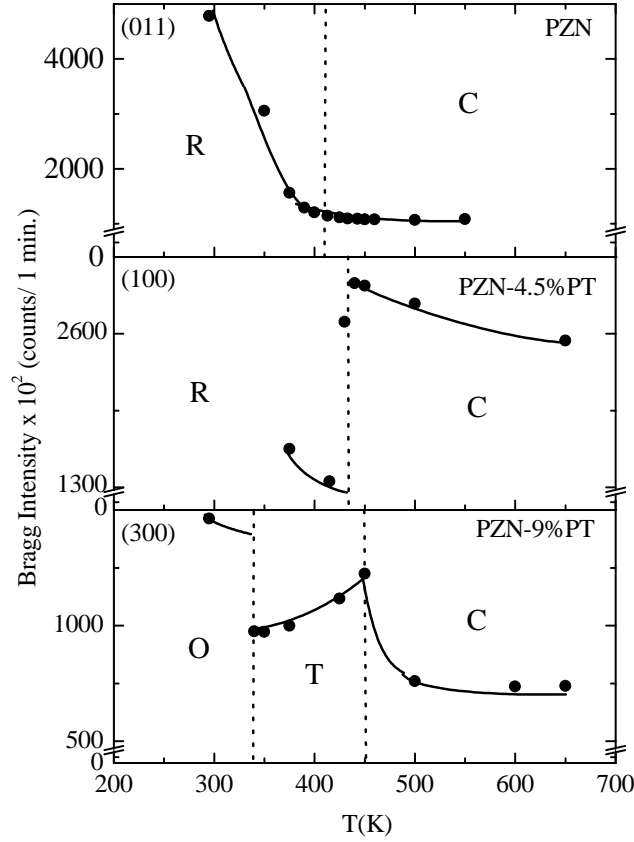 (011)
PZN
4000
R
C
2000
0
(100)
PZN-4.5%PT
2600
R
C
1300
0
(300)
PZN-9%PT
1000
O
T
C
500
0
200 300 400 500 600 700
T(K)
Bragg Intensity x 10² (counts/ 1 min.)